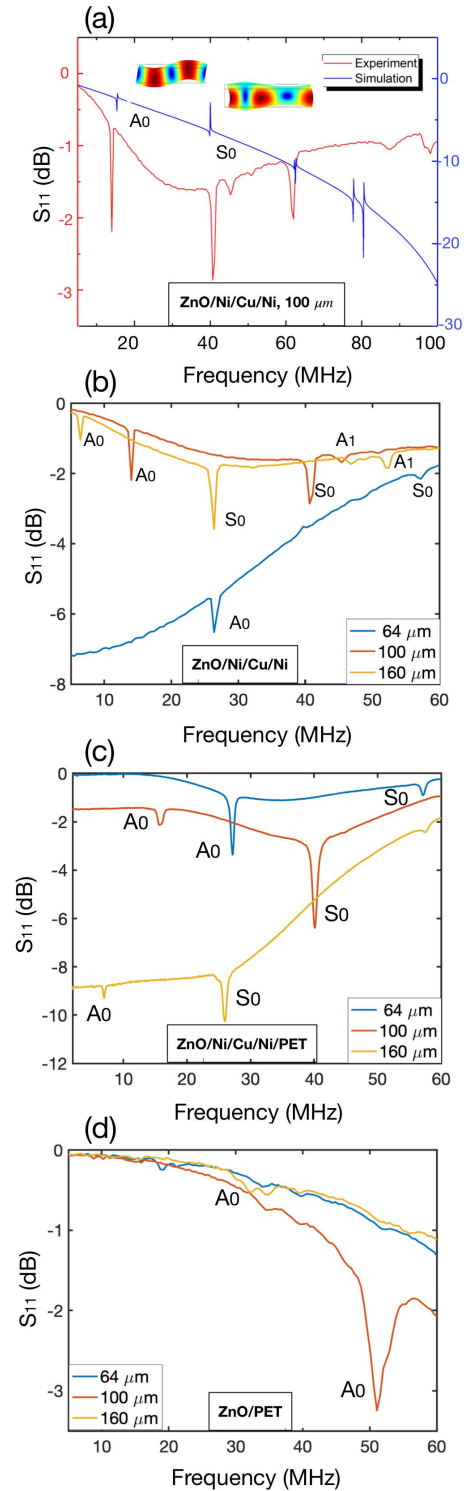 (a)
Experiment
Simulation
0
-1
-2
-3
0
-10
-20
-30
A0
S0
S11 (dB)
ZnO/Ni/Cu/Ni, 100 μm
20 40 60 80 100
Frequency (MHz)
(b)
0
-2
-4
-6
-8
A0
A0
S0
S0
A1
A1
S0
A0
S11 (dB)
64 μm
100 μm
160 μm
ZnO/Ni/Cu/Ni
10 20 30 40 50 60
Frequency (MHz)
(c)
0
-2
-4
-6
-8
-10
-12
S0
A0
A0
S0
A0
S0
S11 (dB)
64 μm
100 μm
160 μm
ZnO/Ni/Cu/Ni/PET
10 20 30 40 50 60
Frequency (MHz)
(d)
0
-1
-2
-3
A0
A0
S11 (dB)
64 μm
100 μm
160 μm
ZnO/PET
10 20 30 40 50 60
Frequency (MHz)